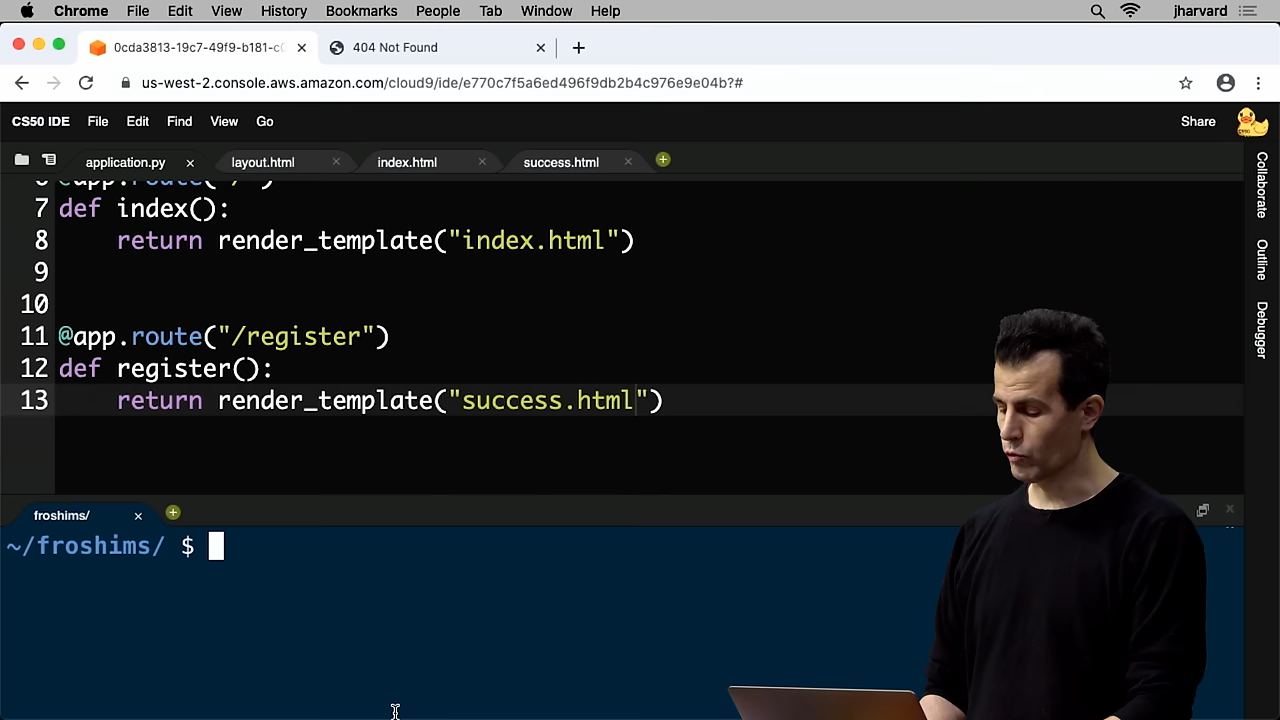 Chrome File Edit View History Bookmarks People Tab Window Help jharvard
0cda3813-19c7-49f9-b181-c 404 Not Found
us-west-2.console.aws.amazon.com/cloud9/ide/e770c7f5a6ed496f9db2b4c976e9e04b?#
CS50 IDE File Edit Find View Go Share
application.py layout.html index.html success.html
6 @app.route("/")
7 def index():
8 return render_template("index.html")
9
10
11 @app.route("/register")
12 def register():
13 return render_template("success.html")
Collaborate
Outline
Debugger
froshims/
~/froshims/ $